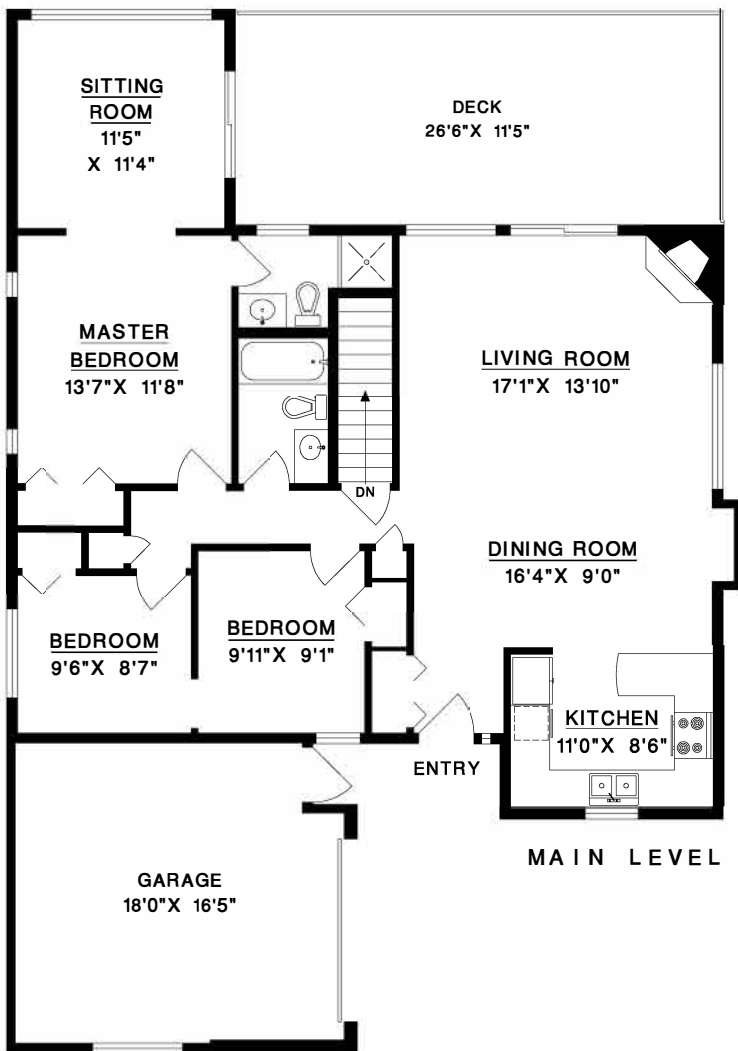 SITTING
ROOM
11'5"
X 11'4"
DECK
26'6"X 11'5"
MASTER
BEDROOM
13'7"X 11'8"
LIVING ROOM
17'1"X 13'10"
DN
DINING ROOM
16'4"X 9'0"
BEDROOM
9'6"X 8'7"
BEDROOM
9'11"X 9'1"
KITCHEN
11'0"X 8'6"
ENTRY
MAIN LEVEL
GARAGE
18'0"X 16'5"